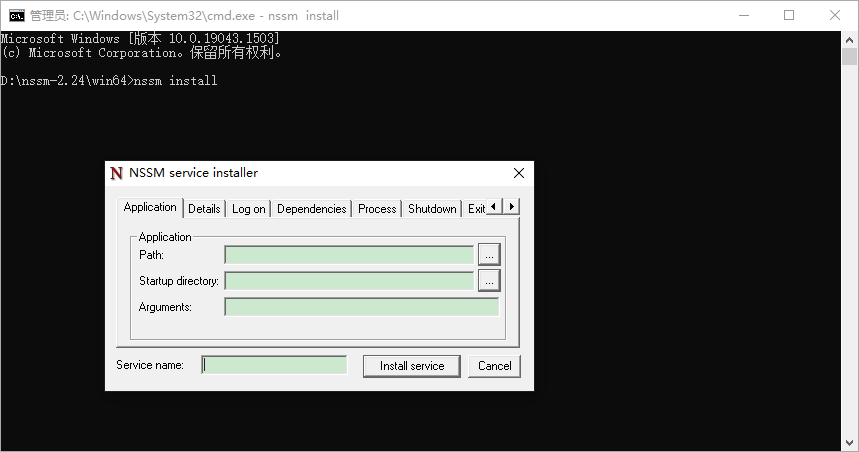 管理员: C:\Windows\System32\cmd.exe - nssm  install
Microsoft Windows [版本 10.0.19043.1503]
(c) Microsoft Corporation。保留所有权利。
D:\nssm-2.24\win64>nssm install
NSSM service installer
Application Details Log on Dependencies Process Shutdown Exit
Application
Path:
...
Startup directory:
...
Arguments:
Service name:
Install service
Cancel